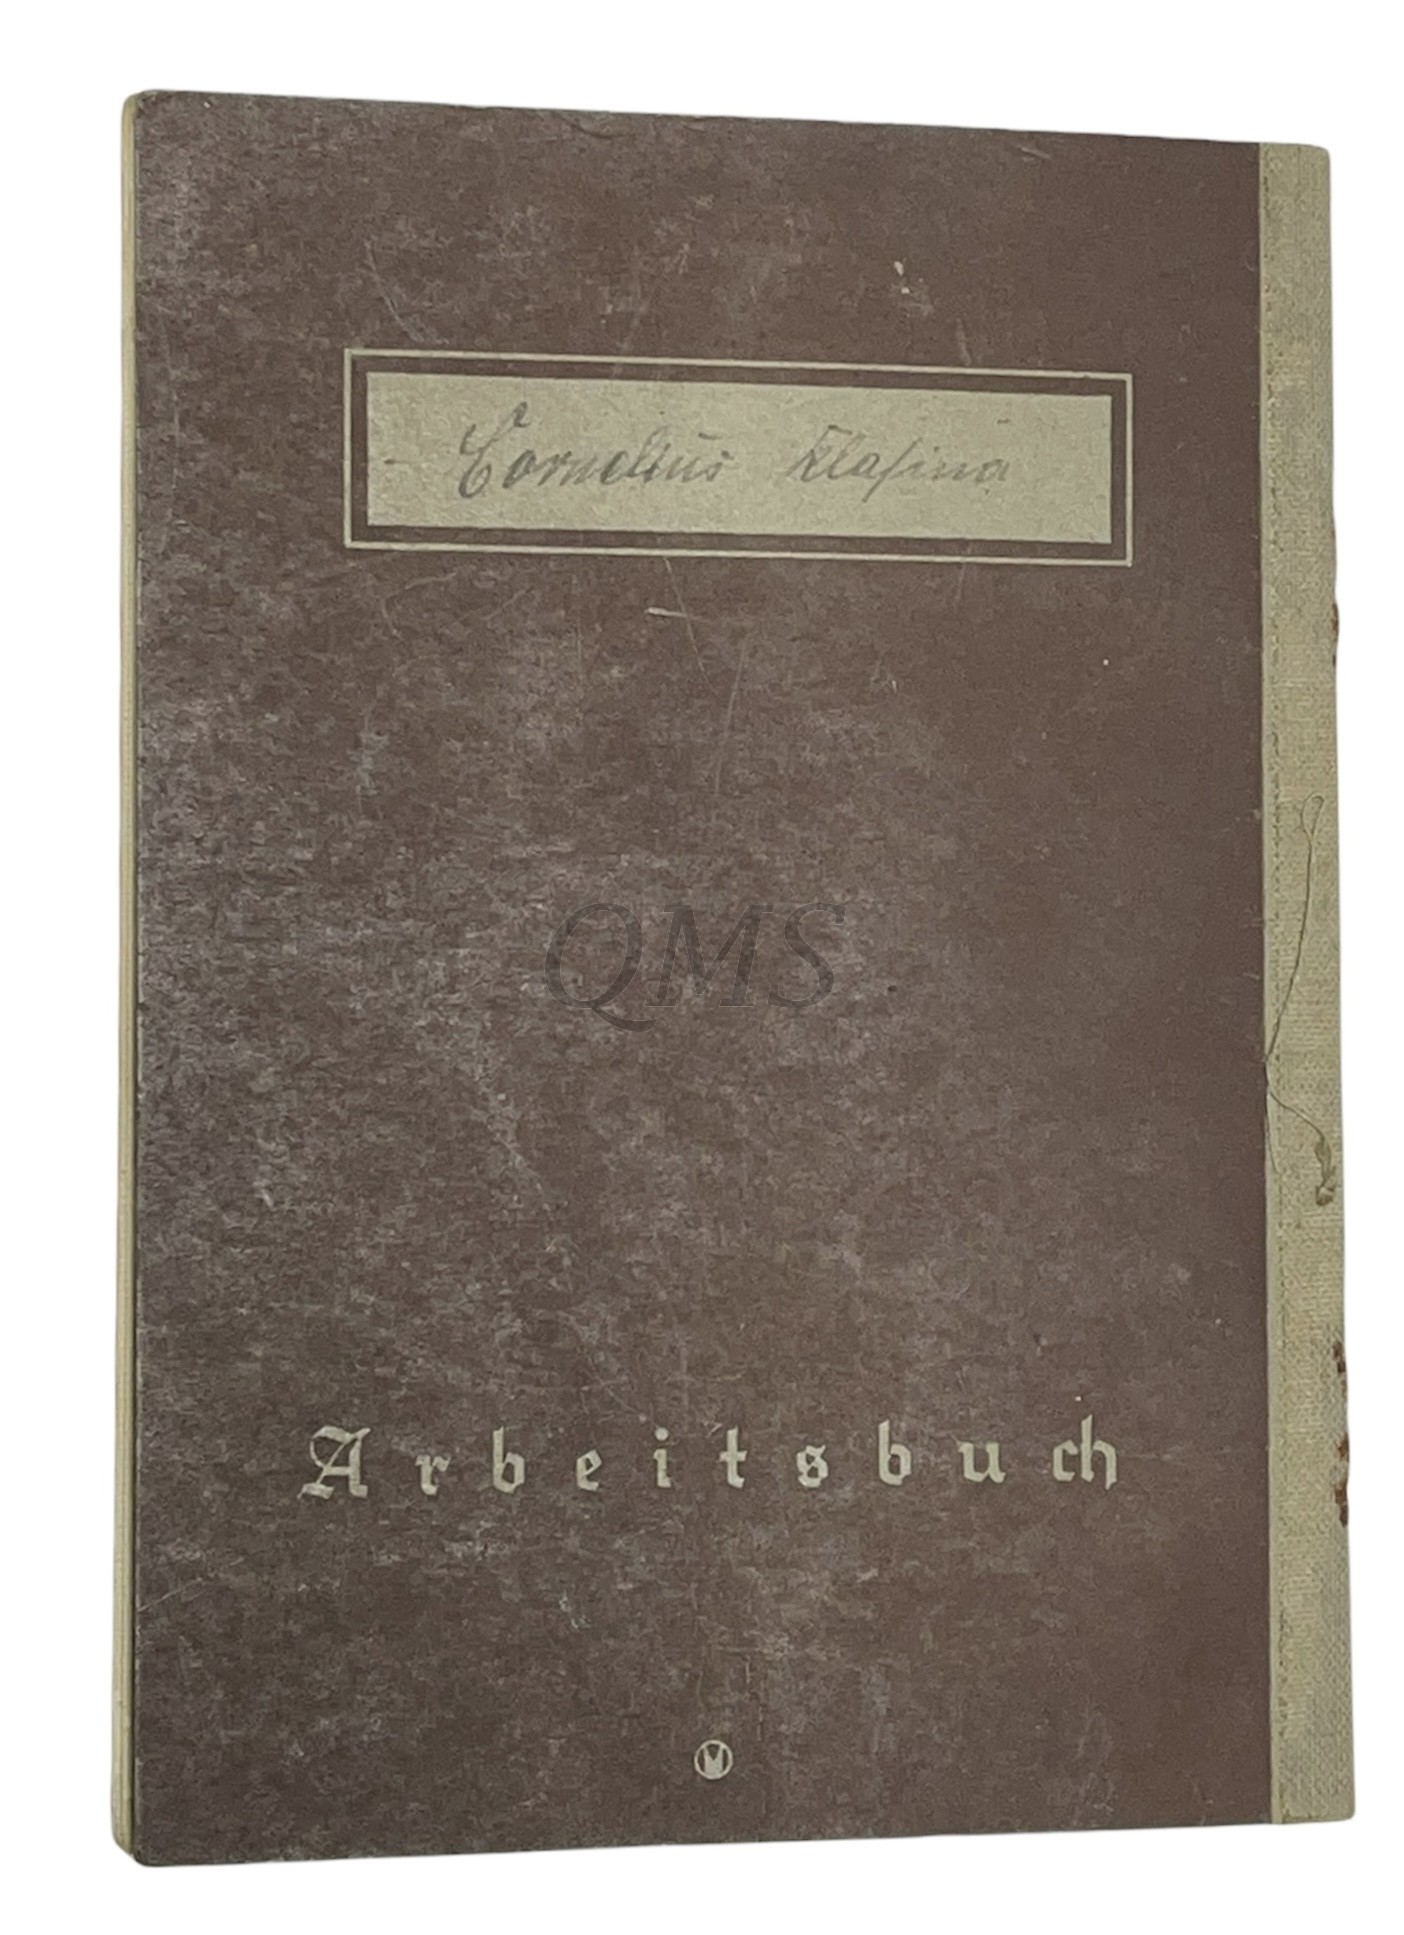 Cornelius Klasina
QMS
Arbeitsbuch